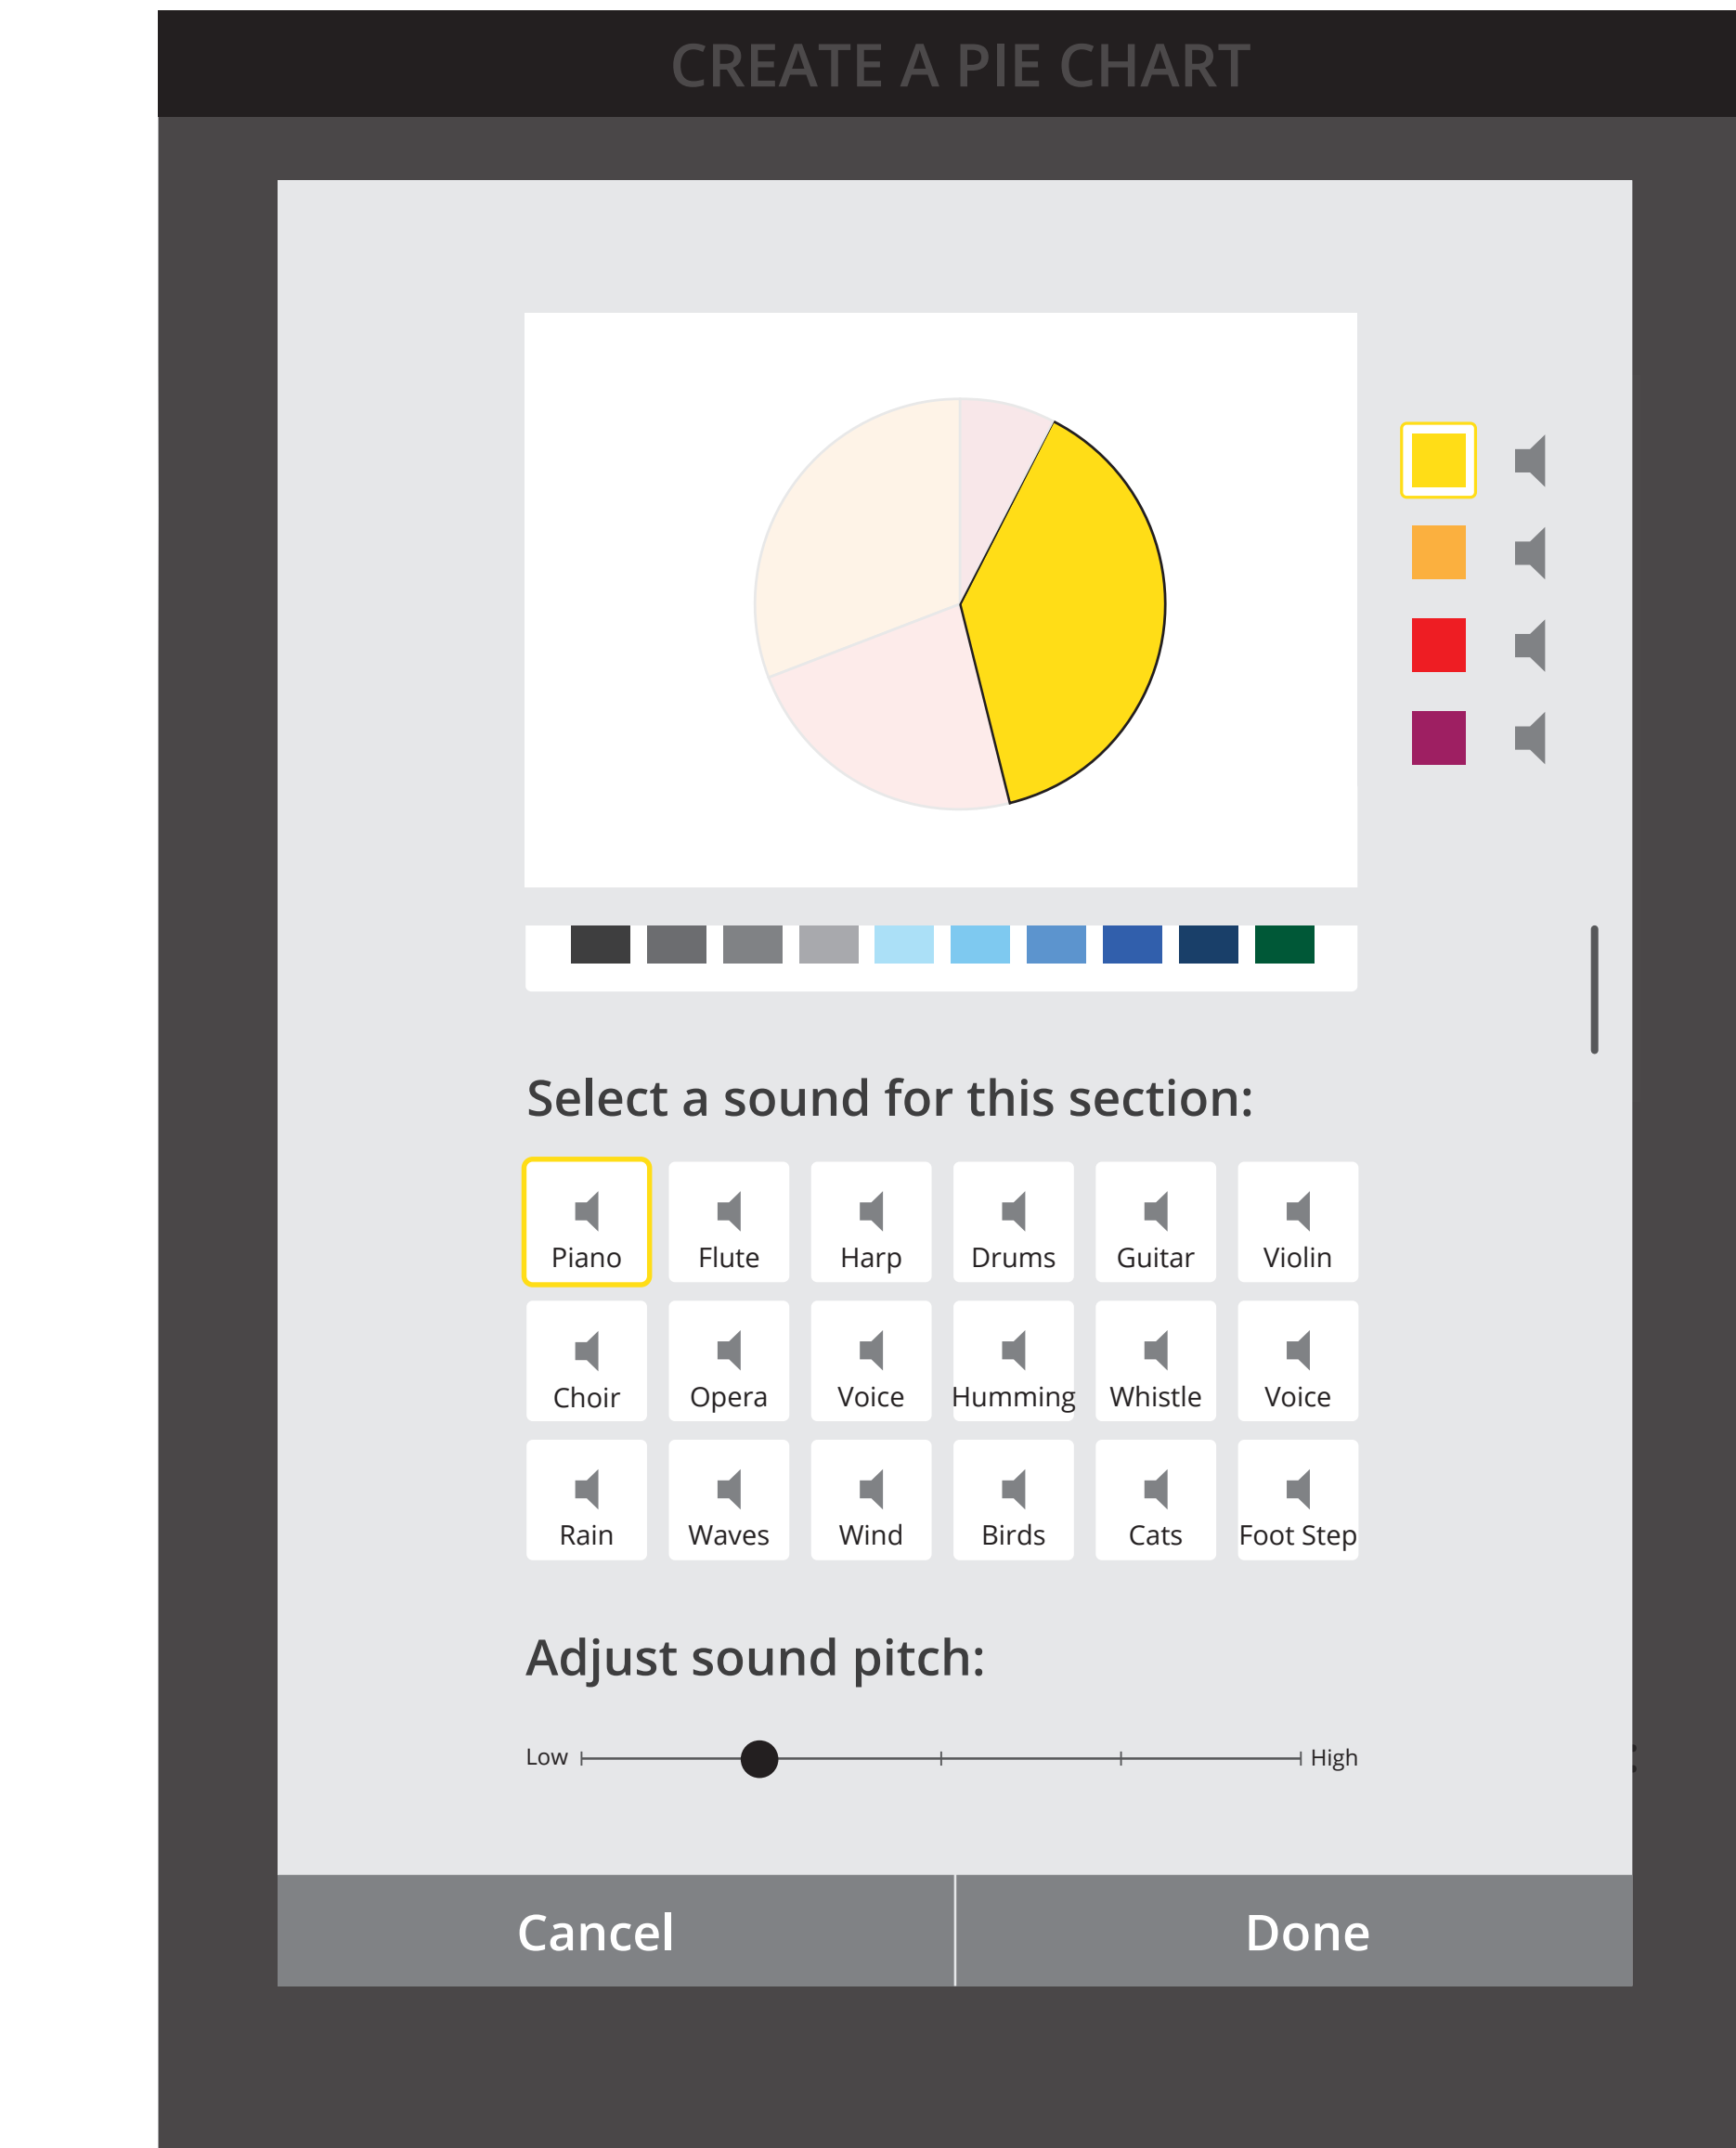 CREATE A PIE CHART
Select a sound for this section:
Piano Flute Harp Drums Guitar Violin
Choir Opera Voice Humming Whistle Voice
Rain Waves Wind Birds Cats Foot Step
Adjust sound pitch:
Low High
Cancel Done